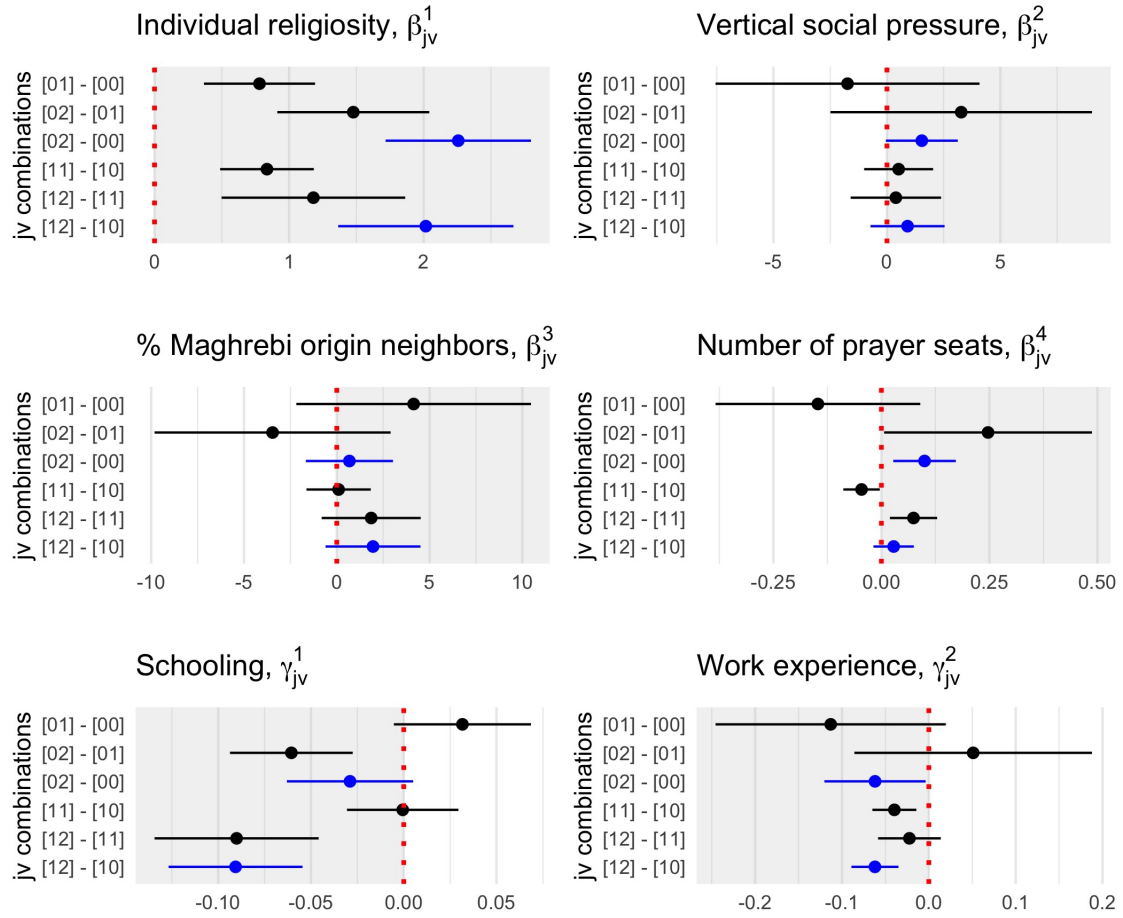 Individual religiosity, β¹jv
jv combinations
[01] - [00]
[02] - [01]
[02] - [00]
[11] - [10]
[12] - [11]
[12] - [10]
0 1 2
Vertical social pressure, β²jv
jv combinations
[01] - [00]
[02] - [01]
[02] - [00]
[11] - [10]
[12] - [11]
[12] - [10]
-5 0 5
% Maghrebi origin neighbors, β³jv
jv combinations
[01] - [00]
[02] - [01]
[02] - [00]
[11] - [10]
[12] - [11]
[12] - [10]
-10 -5 0 5 10
Number of prayer seats, β⁴jv
jv combinations
[01] - [00]
[02] - [01]
[02] - [00]
[11] - [10]
[12] - [11]
[12] - [10]
-0.25 0.00 0.25 0.50
Schooling, γ¹jv
jv combinations
[01] - [00]
[02] - [01]
[02] - [00]
[11] - [10]
[12] - [11]
[12] - [10]
-0.10 -0.05 0.00 0.05
Work experience, γ²jv
jv combinations
[01] - [00]
[02] - [01]
[02] - [00]
[11] - [10]
[12] - [11]
[12] - [10]
-0.2 -0.1 0.0 0.1 0.2